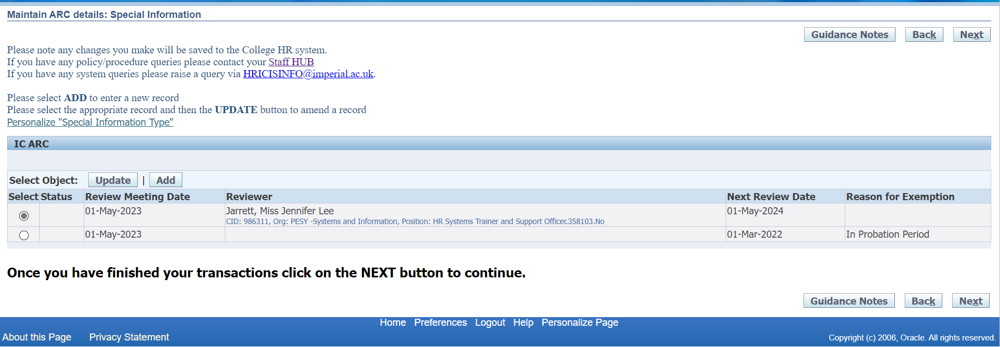 Maintain ARC details: Special Information
Guidance Notes Back Next
Please note any changes you make will be saved to the College HR system.
If you have any policy/procedure queries please contact your Staff HUB
If you have any system queries please raise a query via HRICISINFO@imperial.ac.uk.
Please select ADD to enter a new record
Please select the appropriate record and then the UPDATE button to amend a record
Personalize "Special Information Type"
IC ARC
Select Object: Update | Add
Select Status Review Meeting Date Reviewer Next Review Date Reason for Exemption
01-May-2023 Jarrett, Miss Jennifer Lee 01-May-2024
CID: 986311, Org: PESY -Systems and Information, Position: HR Systems Trainer and Support Officer.358103.No
01-May-2023 01-Mar-2022 In Probation Period
Once you have finished your transactions click on the NEXT button to continue.
Guidance Notes Back Next
Home Preferences Logout Help Personalize Page
About this Page Privacy Statement Copyright (c) 2006, Oracle. All rights reserved.